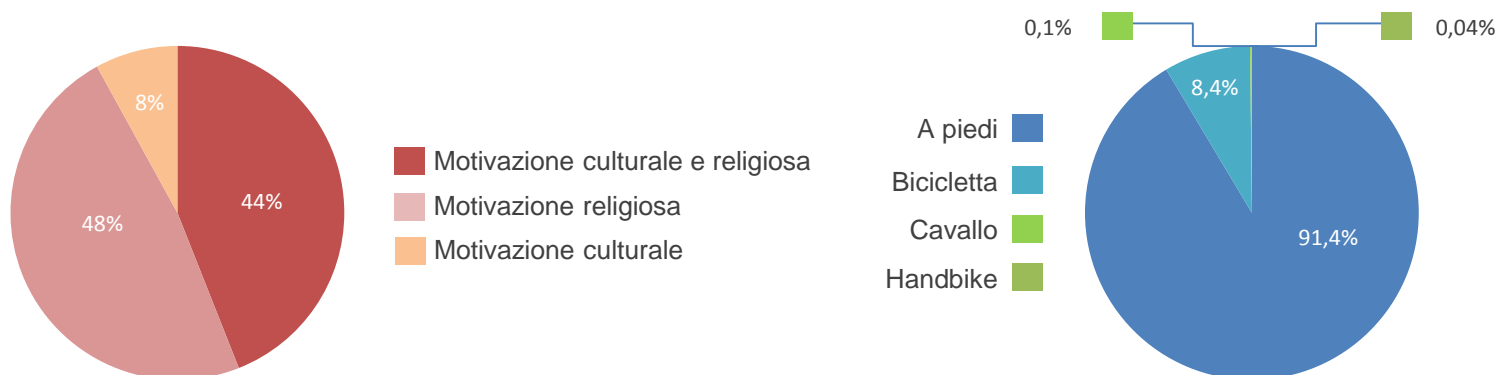 8%
44%
48%
Motivazione culturale e religiosa
Motivazione religiosa
Motivazione culturale
0,1%
0,04%
A piedi
Bicicletta
Cavallo
Handbike
8,4%
91,4%